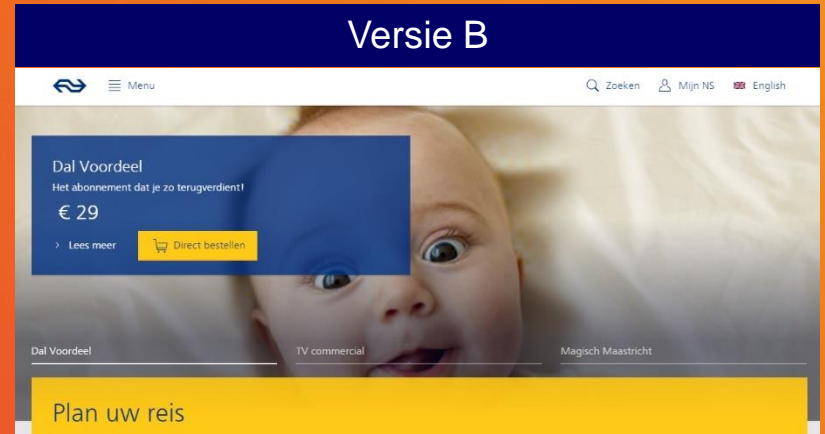 Versie B
Menu
Zoeken
Mijn NS
English
Dal Voordeel
Het abonnement dat je zo terugverdient!
€ 29
> Lees meer
Direct bestellen
Dal Voordeel
TV commercial
Magisch Maastricht
Plan uw reis